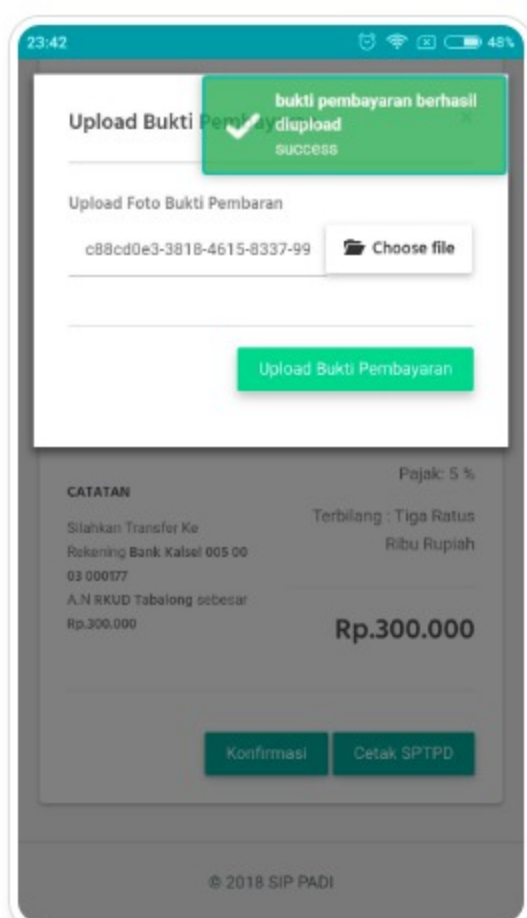 23:42
48%
bukti pembayaran berhasil
diupload
success
Upload Bukti
Upload Foto Bukti Pembaran
c88cd0e3-3818-4615-8337-99
Choose file
Upload Bukti Pembayaran
Pajak: 5 %
Terbilang : Tiga Ratus
Ribu Rupiah
CATATAN
Silahkan Transfer Ke
Rekening Bank Kalsel 005 00
03 000177
A.N RKUD Tabalong sebesar
Rp.300.000
Rp.300.000
Konfirmasi
Cetak SPTPD
© 2018 SIP PADI